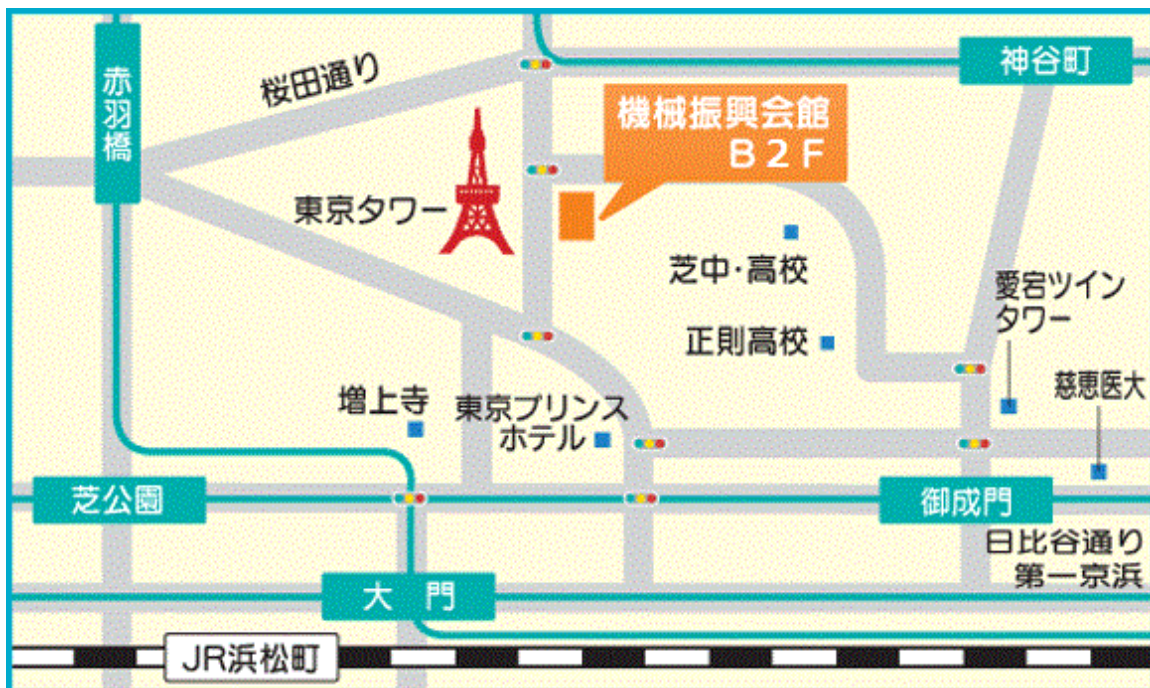 赤羽橋
桜田通り
神谷町
機械振興会館
B2F
東京タワー
芝中・高校
愛宕ツイン
タワー
正則高校
慈恵医大
増上寺
東京プリンス
ホテル
芝公園
御成門
日比谷通り
第一京浜
大門
JR浜松町